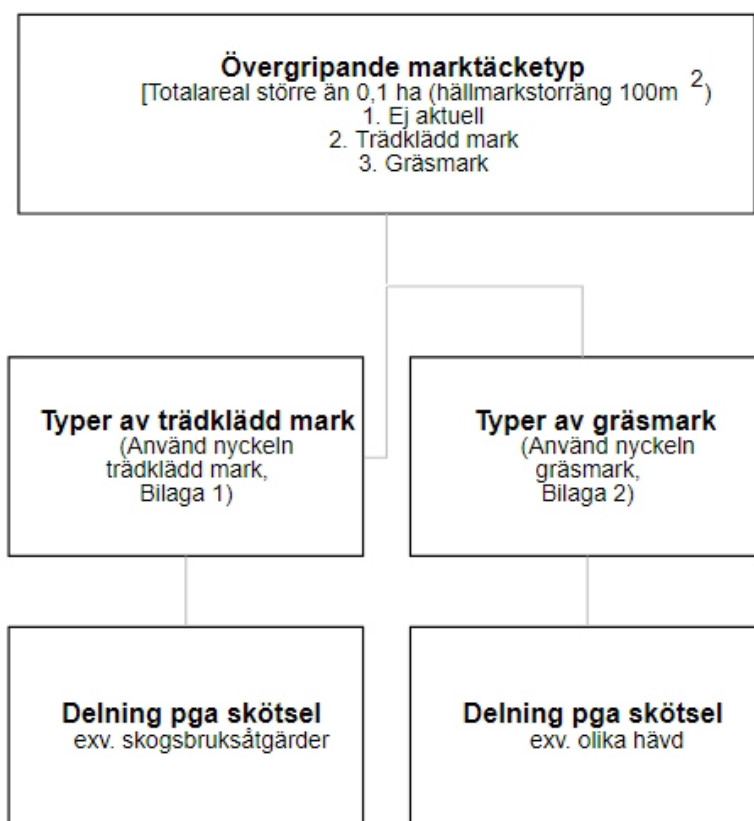 Övergripande marktäcketyp
[Totalareal större än 0,1 ha (hällmarkstorräng 100m 2)
1. Ej aktuell
2. Trädklädd mark
3. Gräsmark
Typer av trädklädd mark
(Använd nyckeln
trädklädd mark,
Bilaga 1)
Typer av gräsmark
(Använd nyckeln
gräsmark,
Bilaga 2)
Delning pga skötsel
exv. skogsbruksåtgärder
Delning pga skötsel
exv. olika hävd